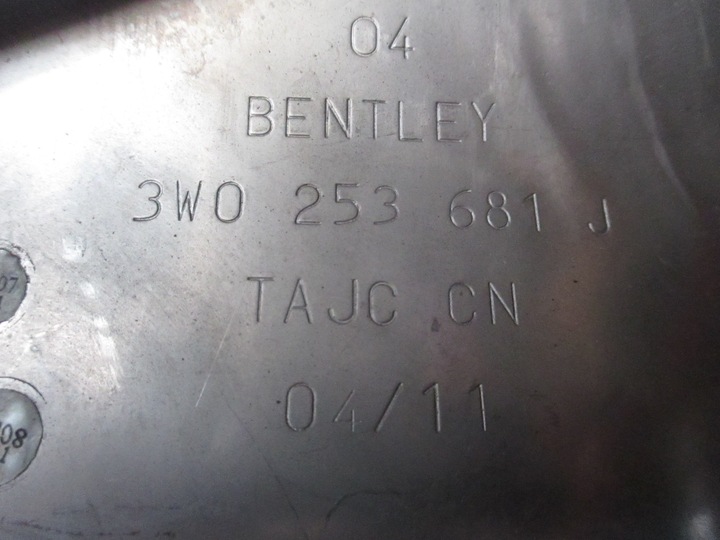 04
BENTLEY
3W0 253 681 J
TAJC CN
04/11